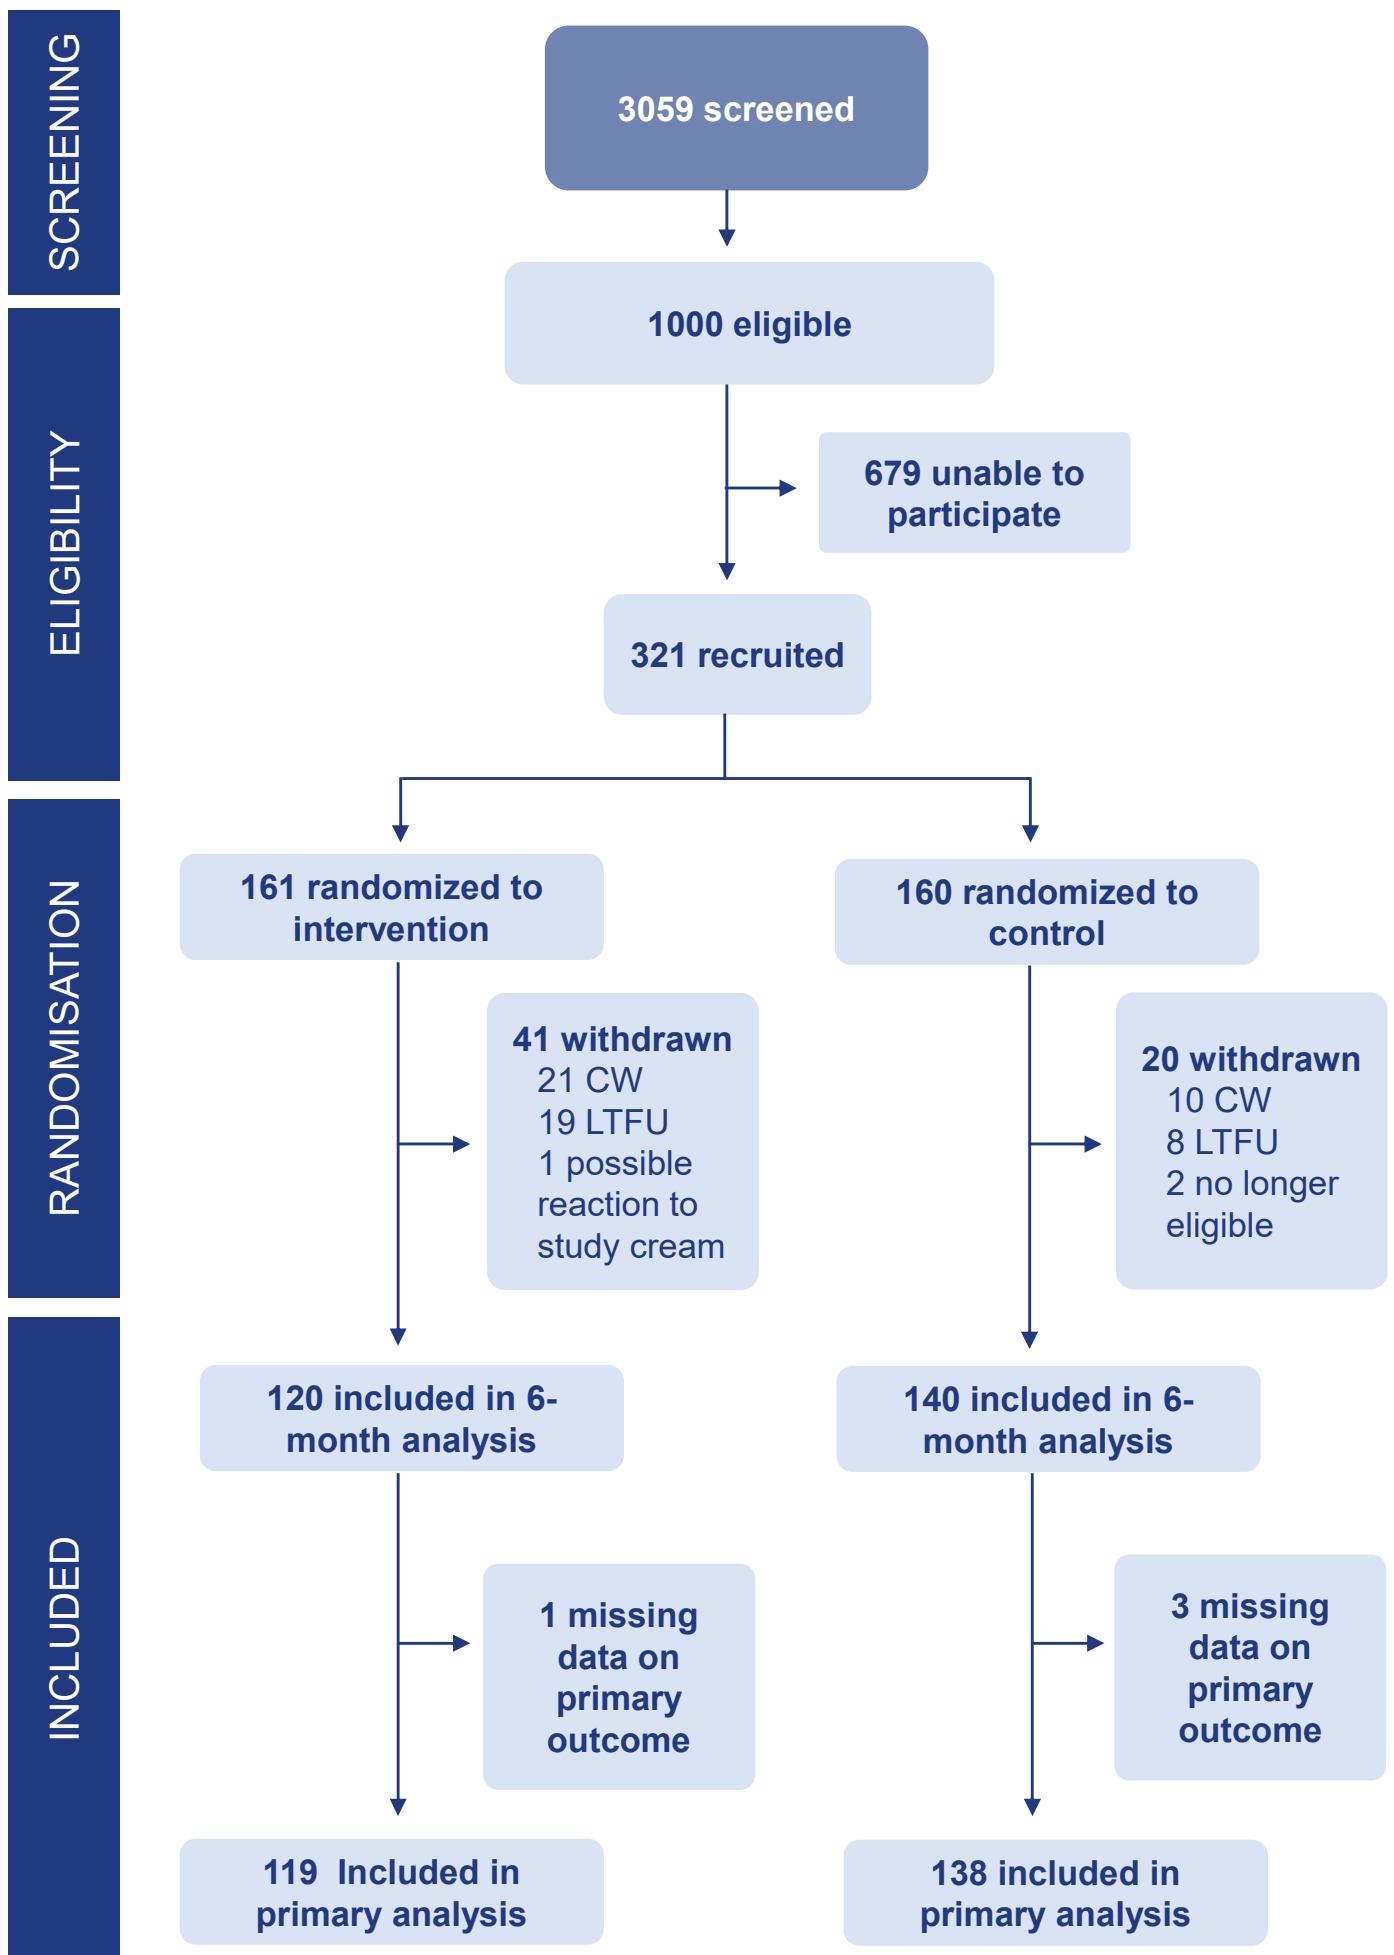 SCREENING
3059 screened
1000 eligible
ELIGIBILITY
679 unable to
participate
321 recruited
RANDOMISATION
161 randomized to
intervention
160 randomized to
control
41 withdrawn
21 CW
19 LTFU
1 possible
reaction to
study cream
20 withdrawn
10 CW
8 LTFU
2 no longer
eligible
INCLUDED
120 included in 6-
month analysis
140 included in 6-
month analysis
1 missing
data on
primary
outcome
3 missing
data on
primary
outcome
119 Included in
primary analysis
138 included in
primary analysis